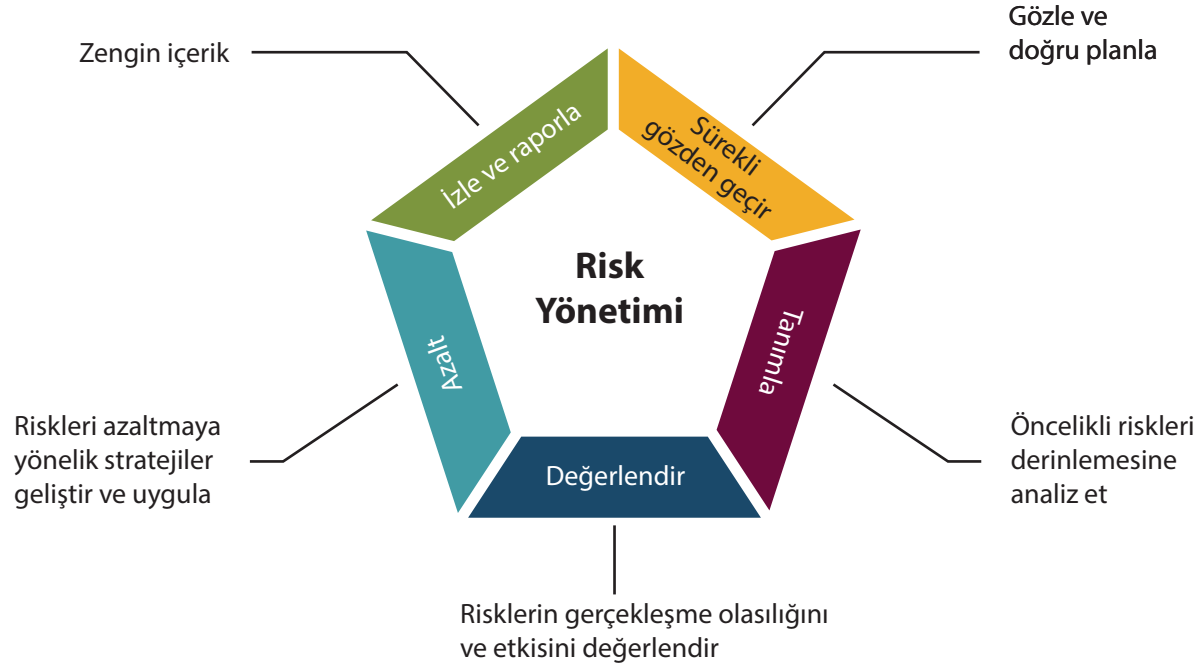 Zengin içerik
Gözle ve
doğru planla
İzle ve raporla
Sürekli
gözden geçir
Risk
Yönetimi
Azalt
Tanımla
Riskleri azaltmaya
yönelik stratejiler
geliştir ve uygula
Değerlendir
Öncelikli riskleri
derinlemesine
analiz et
Risklerin gerçekleşme olasılığını
ve etkisini değerlendir